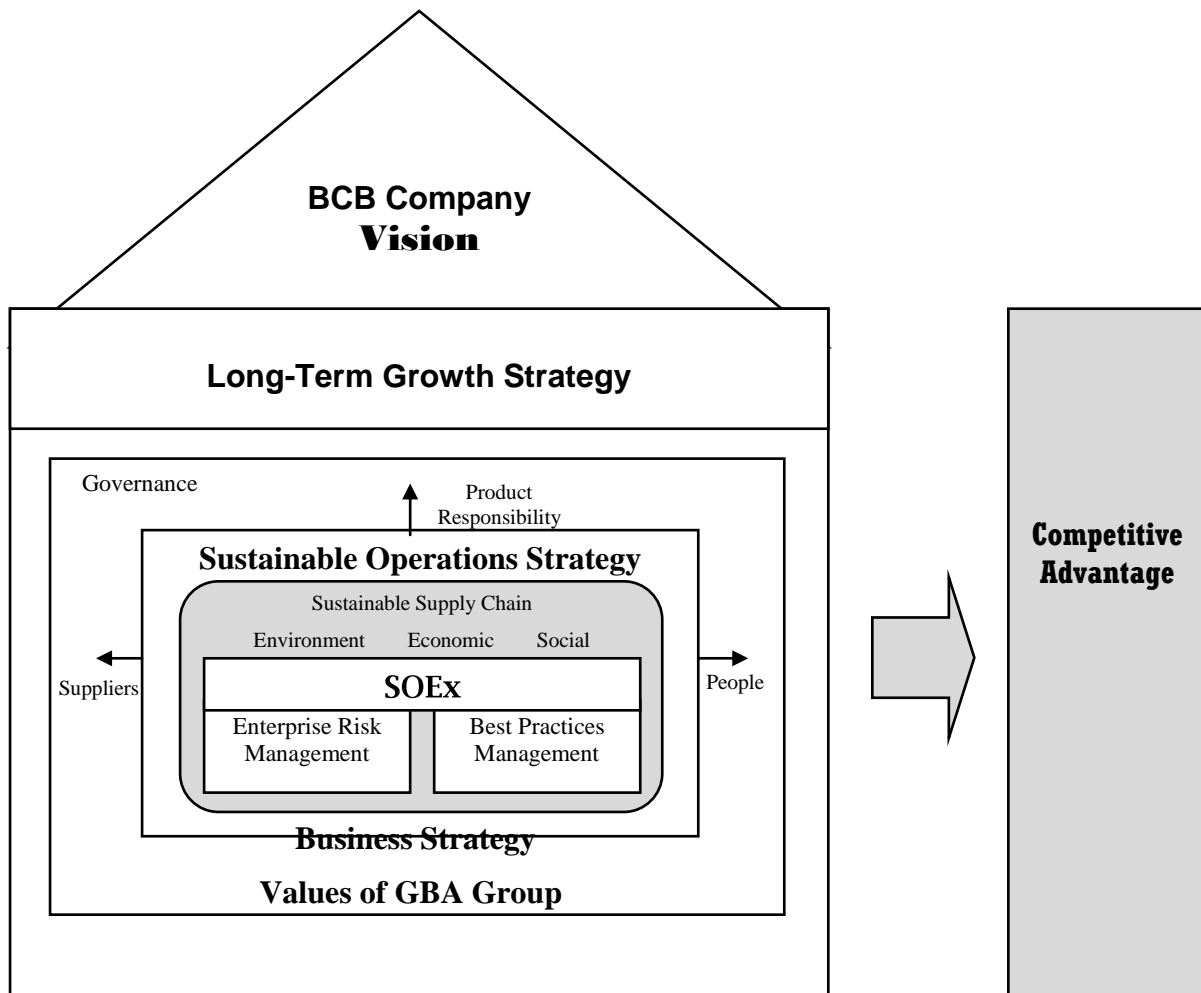 BCB Company
Vision
Long-Term Growth Strategy
Governance
Product
Responsibility
Sustainable Operations Strategy
Sustainable Supply Chain
Environment Economic Social
Suppliers
People
SOEx
Enterprise Risk
Management
Best Practices
Management
Business Strategy
Values of GBA Group
Competitive
Advantage